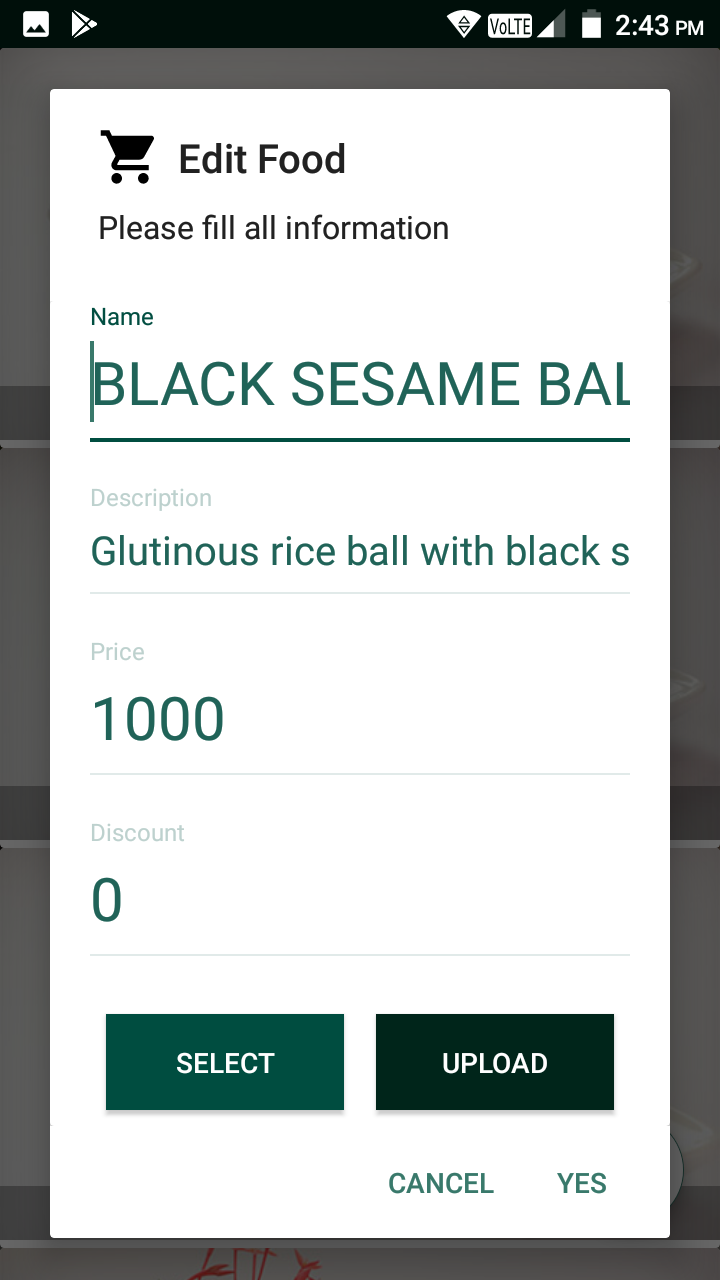 VoLTE 2:43 PM
Edit Food
Please fill all information
Name
BLACK SESAME BAL
Description
Glutinous rice ball with black s
Price
1000
Discount
0
SELECT UPLOAD
CANCEL YES